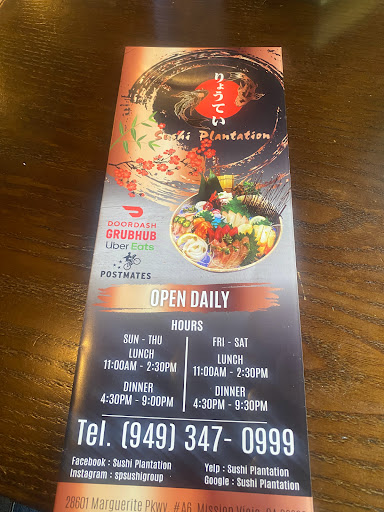 りょうてい
Sushi Plantation
DOORDASH
GRUBHUB
Uber Eats
POSTMATES
OPEN DAILY
HOURS
SUN - THU
LUNCH
11:00AM - 2:30PM
DINNER
4:30PM - 9:00PM
FRI - SAT
LUNCH
11:00AM - 2:30PM
DINNER
4:30PM - 9:30PM
Tel. (949) 347- 0999
Facebook : Sushi Plantation
Instagram : spsushigroup
Yelp : Sushi Plantation
Google : Sushi Plantation
28601 Marguerite Pkwy. #A6, Mission Viejo, CA